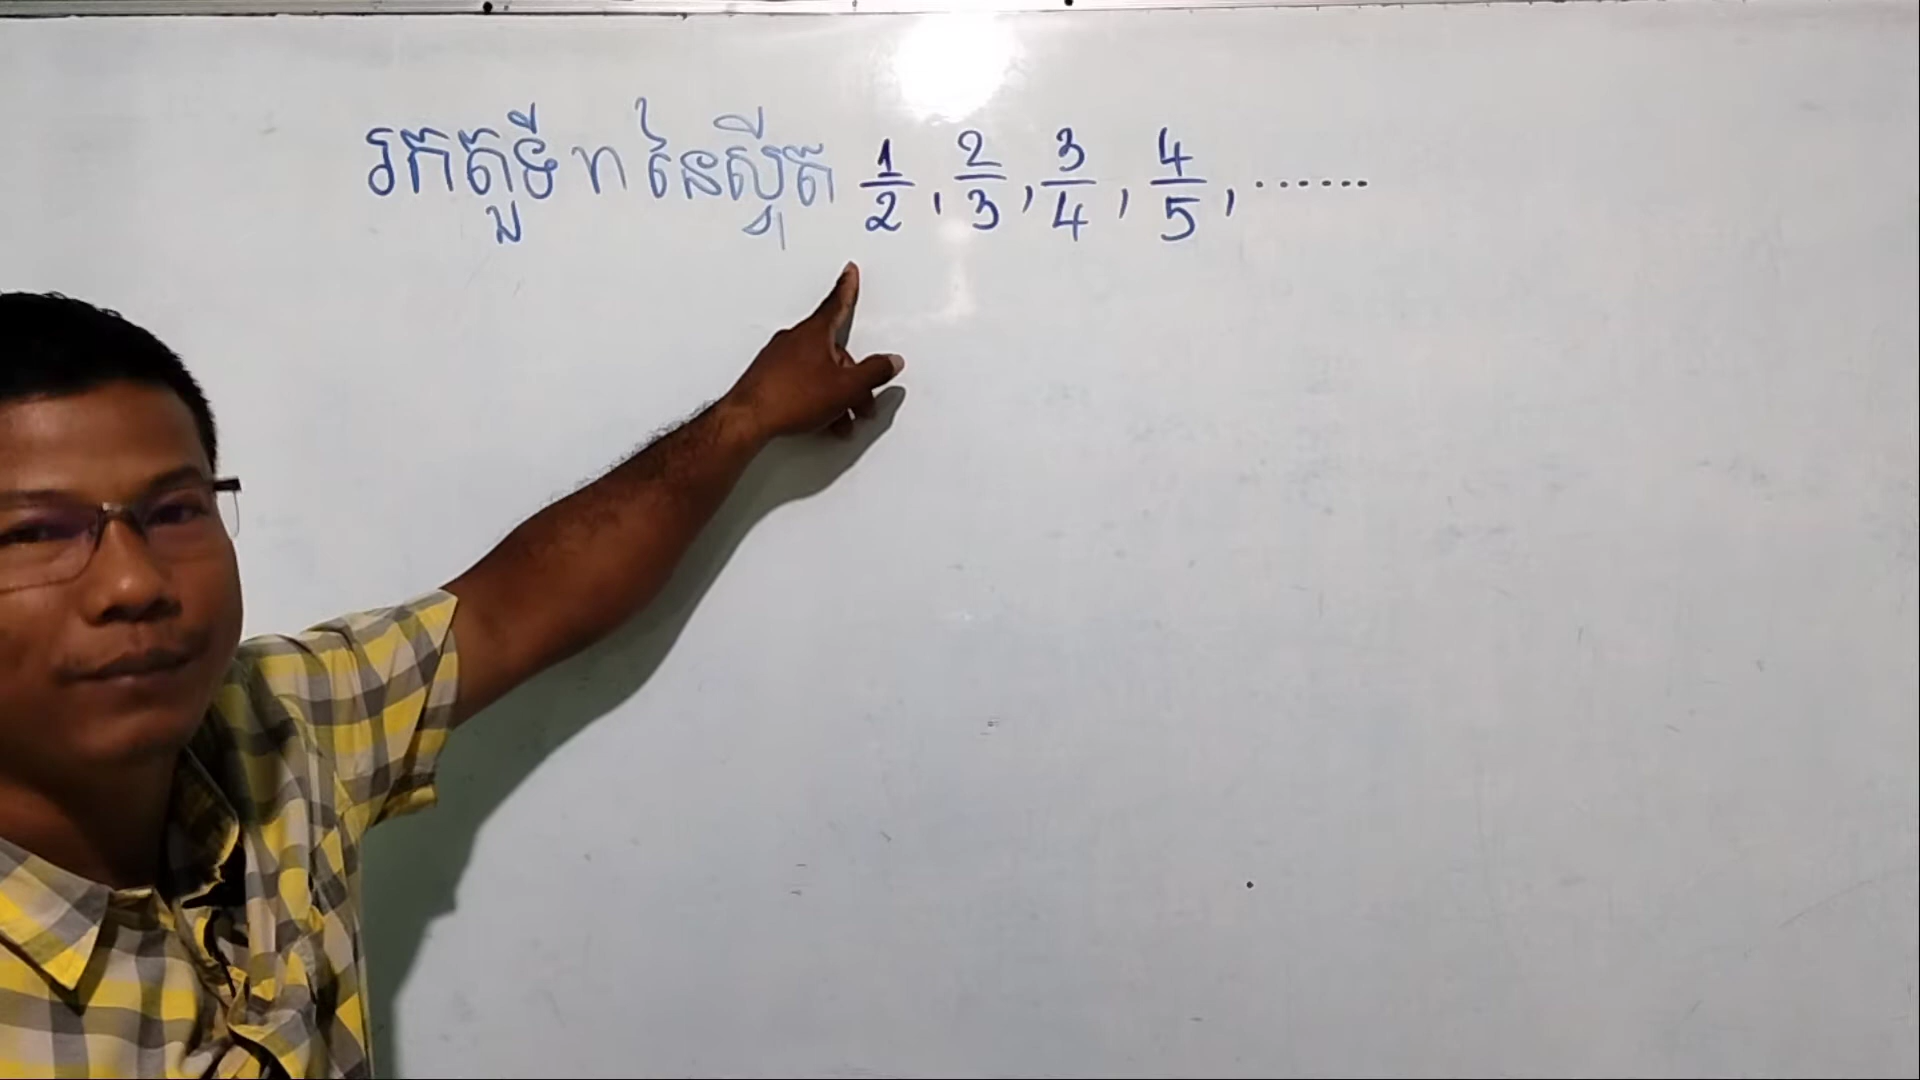 រកតួទី n នៃស្វ៊ីត 1/2, 2/3, 3/4, 4/5, ......